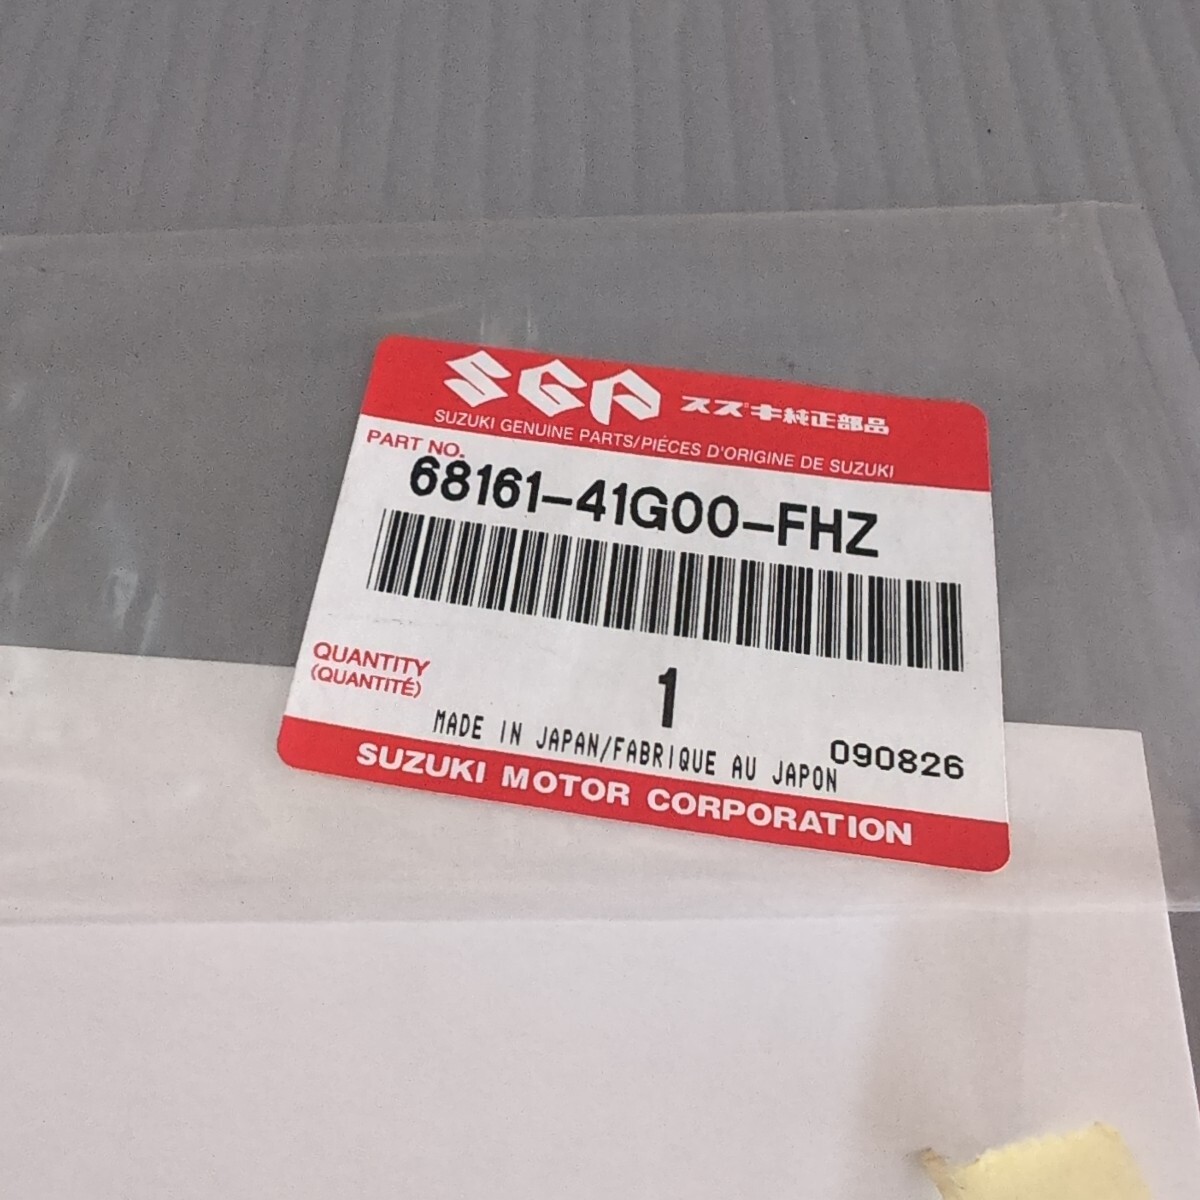 SGP スズキ純正部品
SUZUKI GENUINE PARTS/PIÉCES D'ORIGINE DE SUZUKI
PART NO.
68161-41G00-FHZ
QUANTITY
(QUANTITÉ)
1
MADE IN JAPAN/FABRIQUE AU JAPON
090826
SUZUKI MOTOR CORPORATION